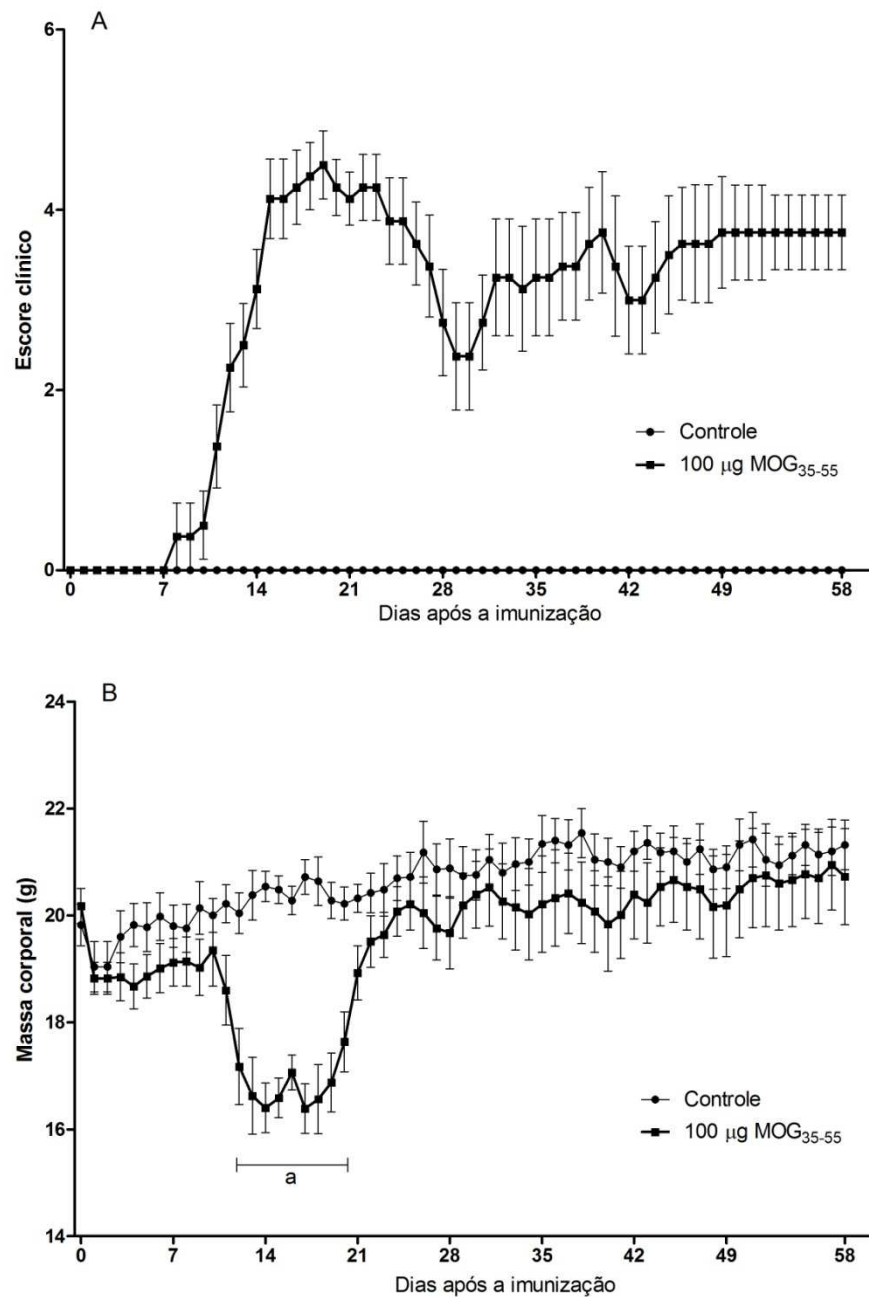 A
6
4
2
0
Escore clínico
Controle
100 μg MOG35-55
0 7 14 21 28 35 42 49 58
Dias após a imunização
B
24
22
20
18
16
14
Massa corporal (g)
Controle
100 μg MOG35-55
a
0 7 14 21 28 35 42 49 58
Dias após a imunização